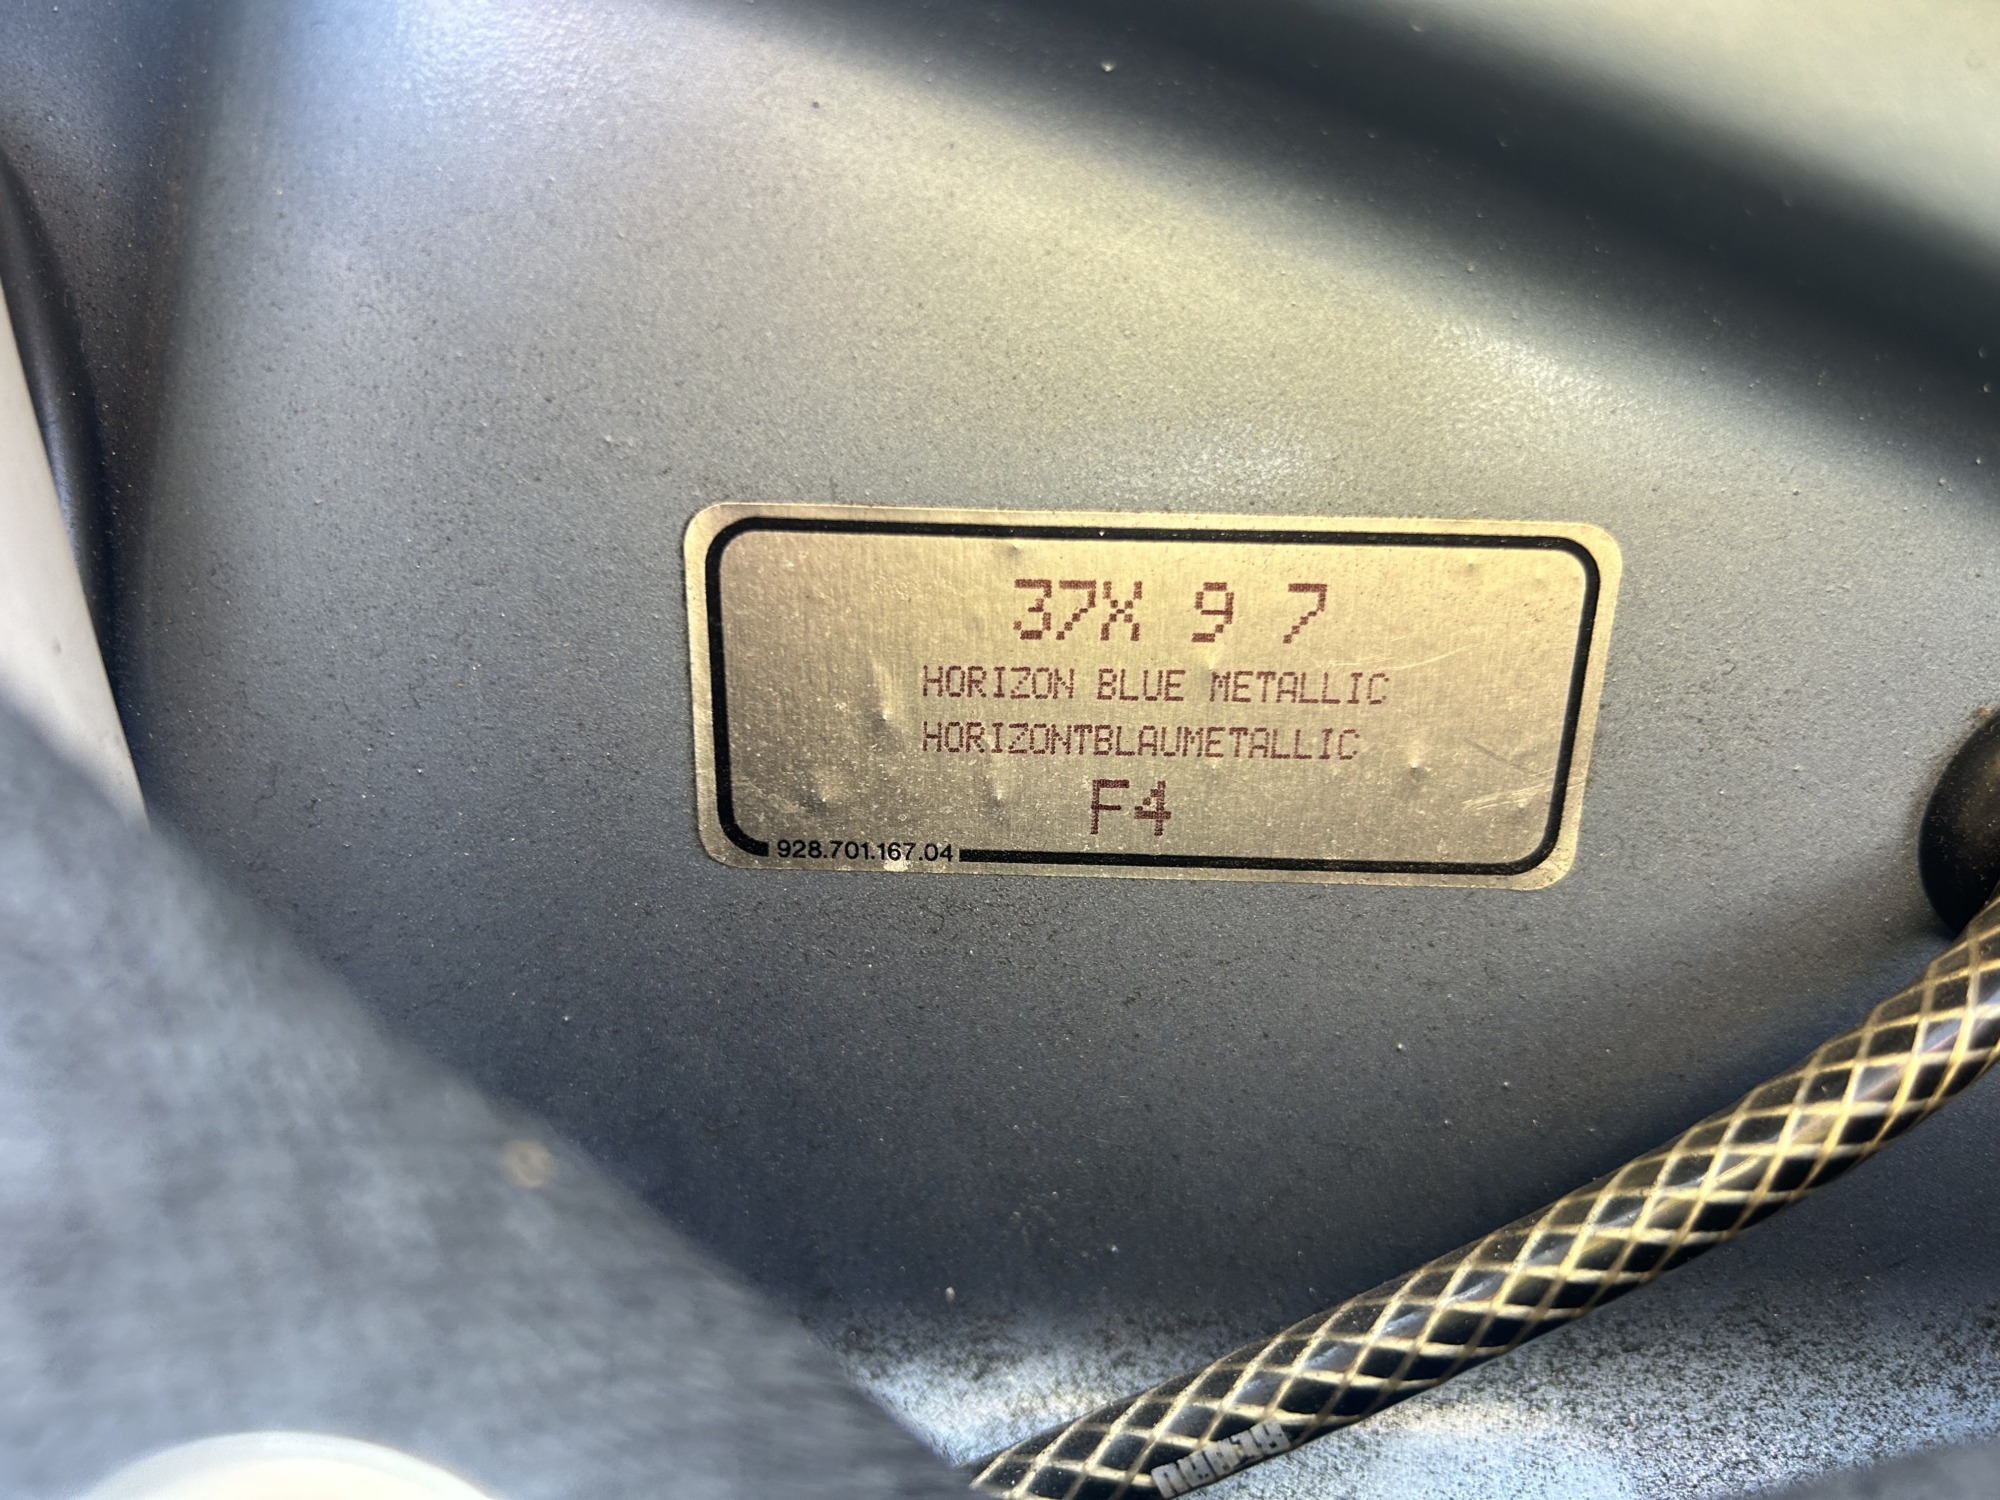 37X 9 7
HORIZON BLUE METALLIC
HORIZONTBLAUMETALLIC
F4
928.701.167.04